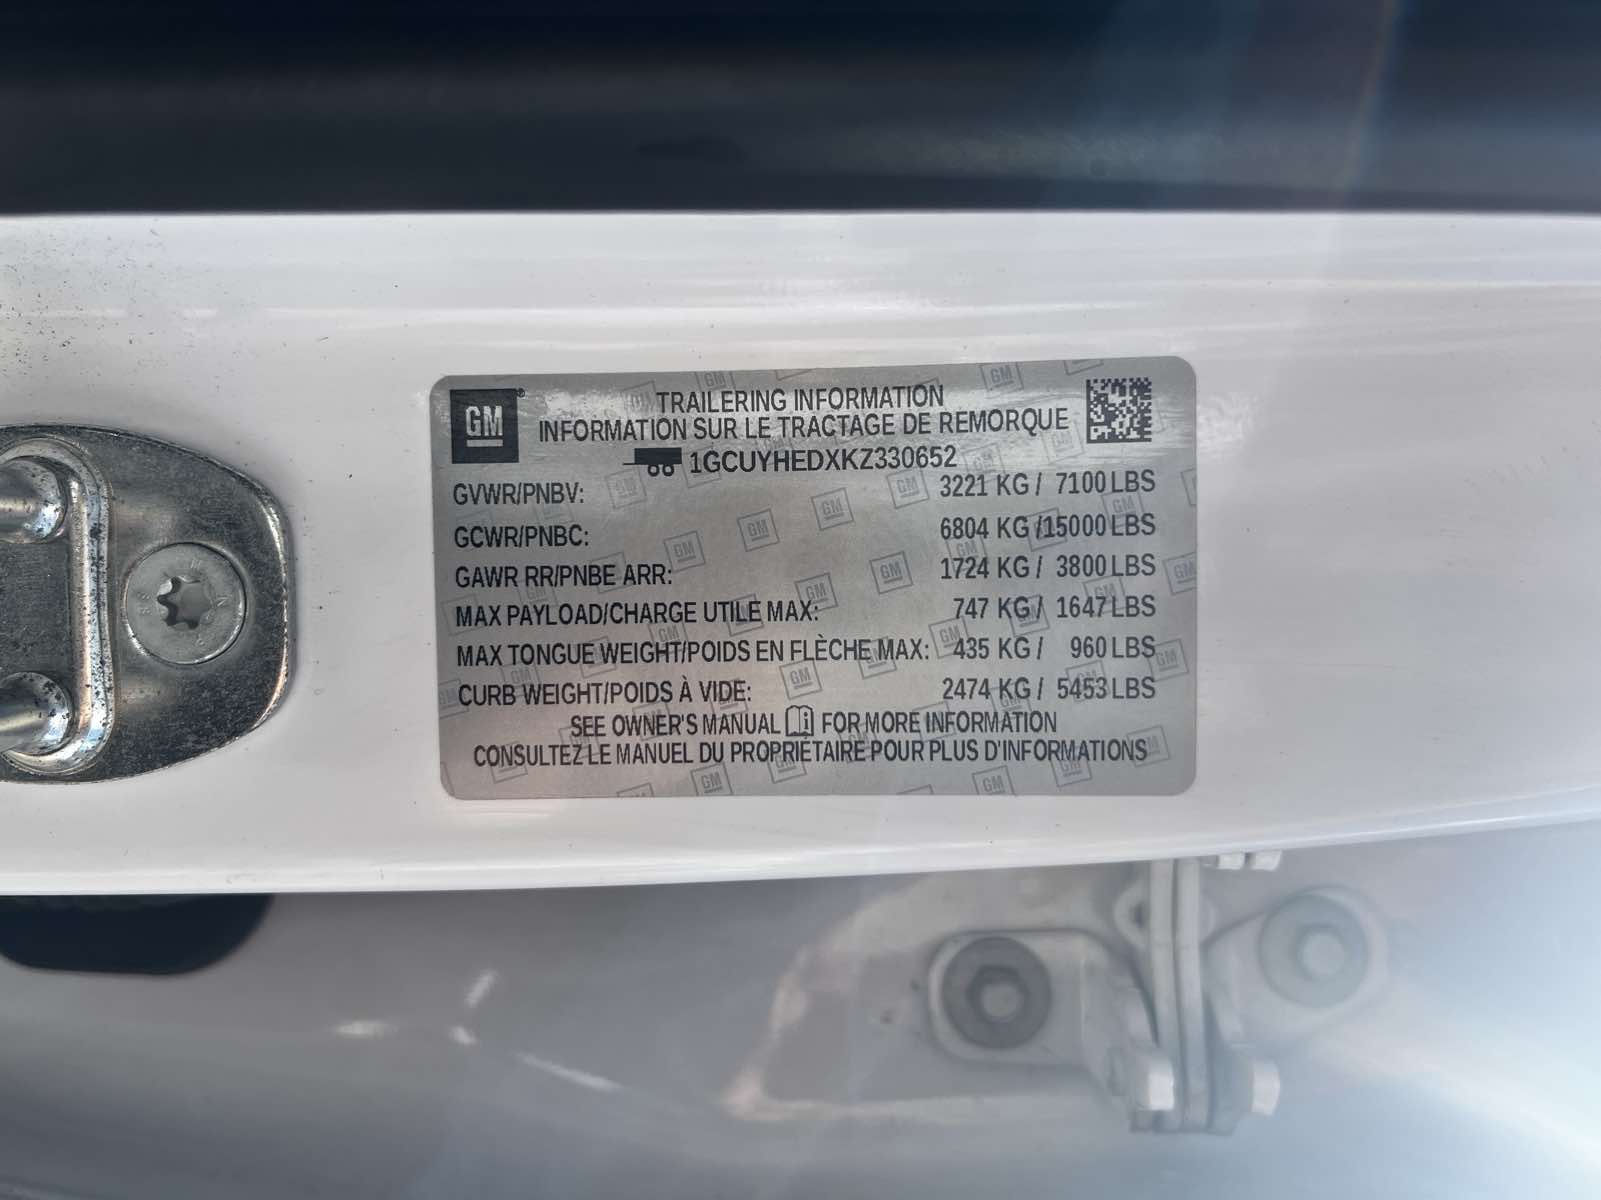 GM
TRAILERING INFORMATION
INFORMATION SUR LE TRACTAGE DE REMORQUE
1GCUYHEDXKZ330652
GVWR/PNBV: 3221 KG / 7100 LBS
GCWR/PNBC: 6804 KG /15000 LBS
GAWR RR/PNBE ARR: 1724 KG / 3800 LBS
MAX PAYLOAD/CHARGE UTILE MAX: 747 KG / 1647 LBS
MAX TONGUE WEIGHT/POIDS EN FLÈCHE MAX: 435 KG / 960 LBS
CURB WEIGHT/POIDS À VIDE: 2474 KG / 5453 LBS
SEE OWNER'S MANUAL FOR MORE INFORMATION
CONSULTEZ LE MANUEL DU PROPRIÉTAIRE POUR PLUS D'INFORMATIONS